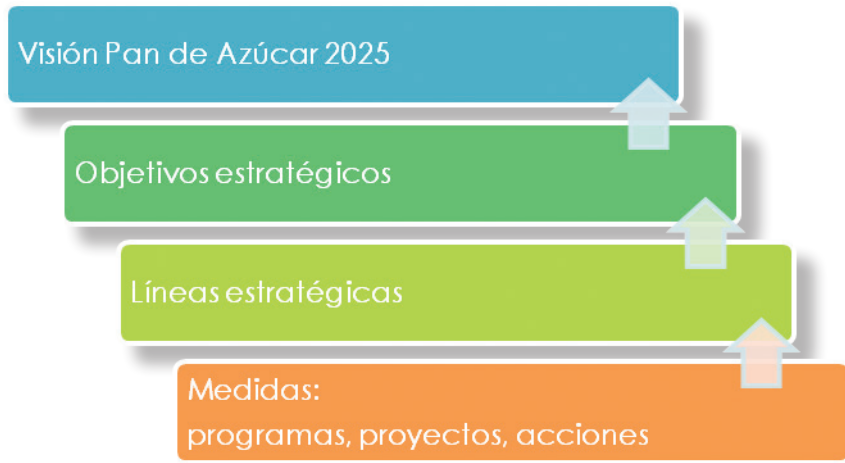 Visión Pan de Azúcar 2025
Objetivos estratégicos
Líneas estratégicas
Medidas:
programas, proyectos, acciones